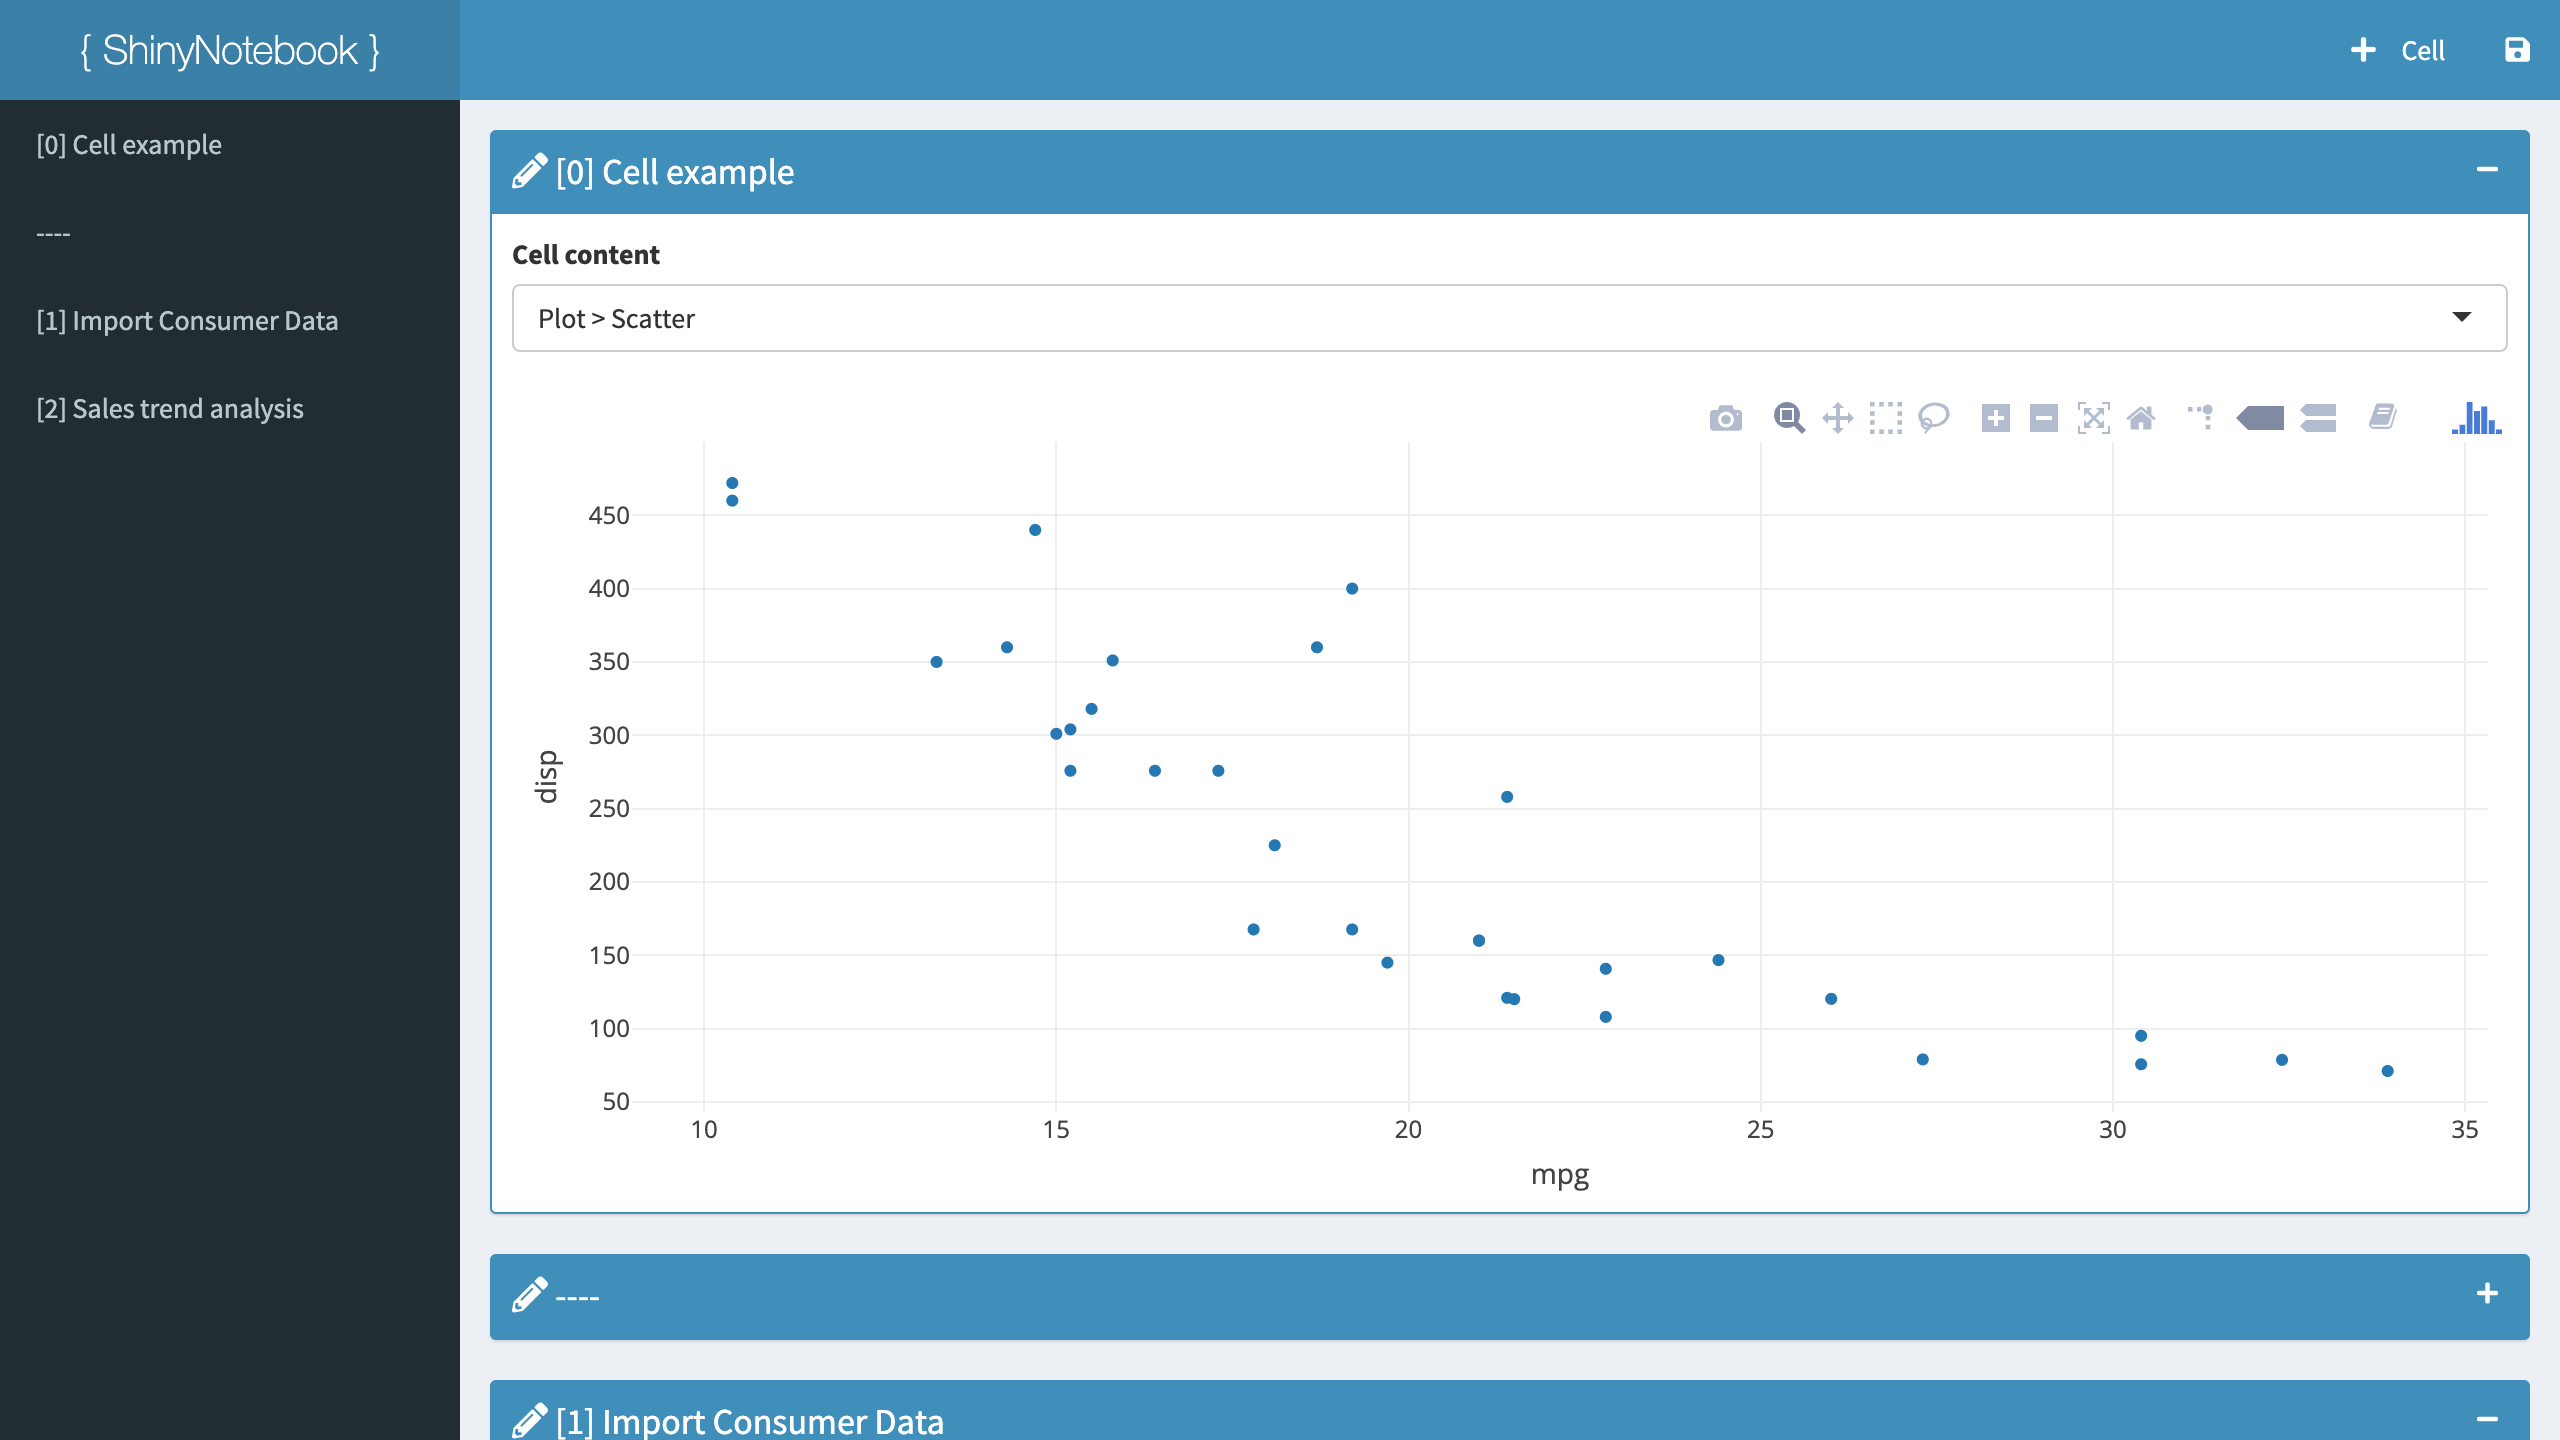 { ShinyNotebook }
Cell
[0] Cell example
----
[1] Import Consumer Data
[2] Sales trend analysis
[0] Cell example
Cell content
Plot > Scatter
450
400
350
300
250
200
150
100
50
disp
10 15 20 25 30 35
mpg
----
[1] Import Consumer Data